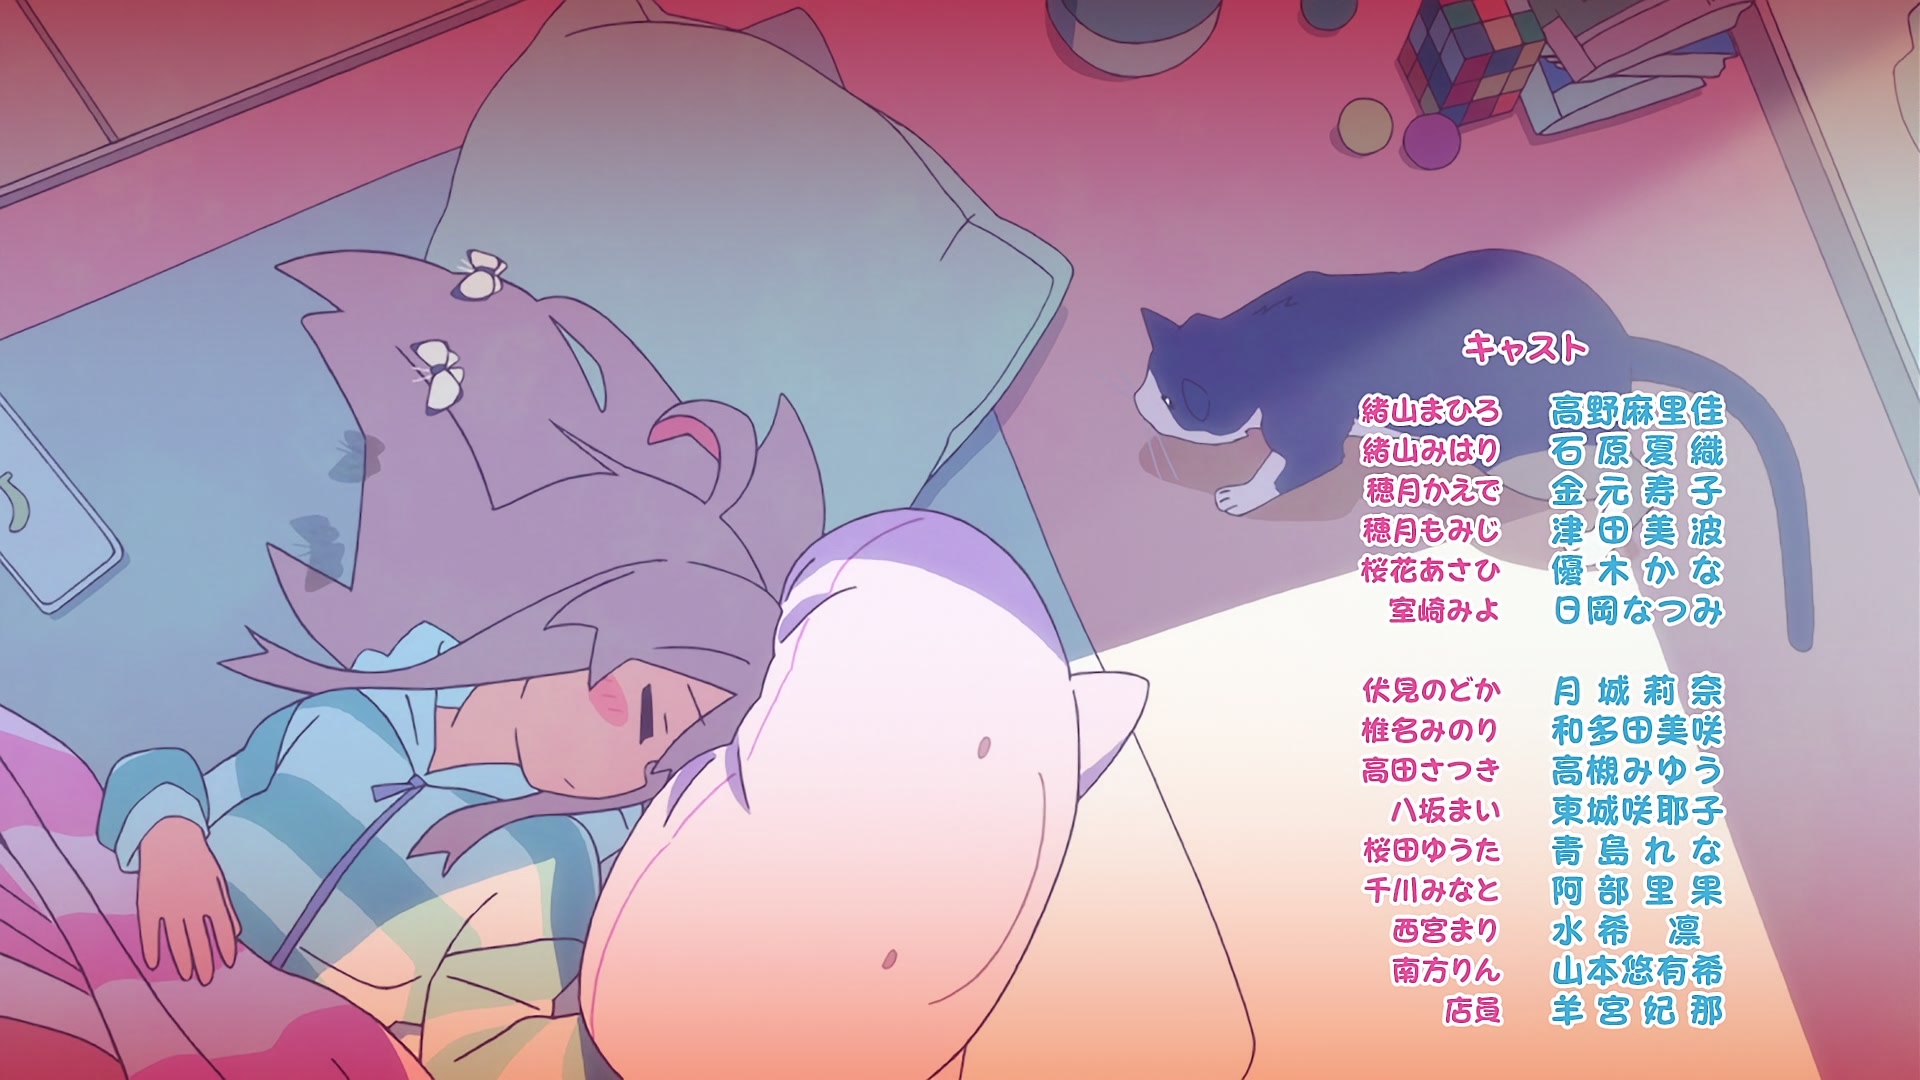 キャスト
緒山まひろ 高野麻里佳
緒山みはり 石原夏織
穂月かえで 金元寿子
穂月もみじ 津田美波
桜花あさひ 優木かな
室崎みよ 日岡なつみ
伏見のどか 月城莉奈
椎名みのり 和多田美咲
高田さつき 高槻みゆう
八坂まい 東城咲耶子
桜田ゆうた 青島れな
千川みなと 阿部里果
西宮まり 水希凛
南方りん 山本悠有希
店員 羊宮妃那